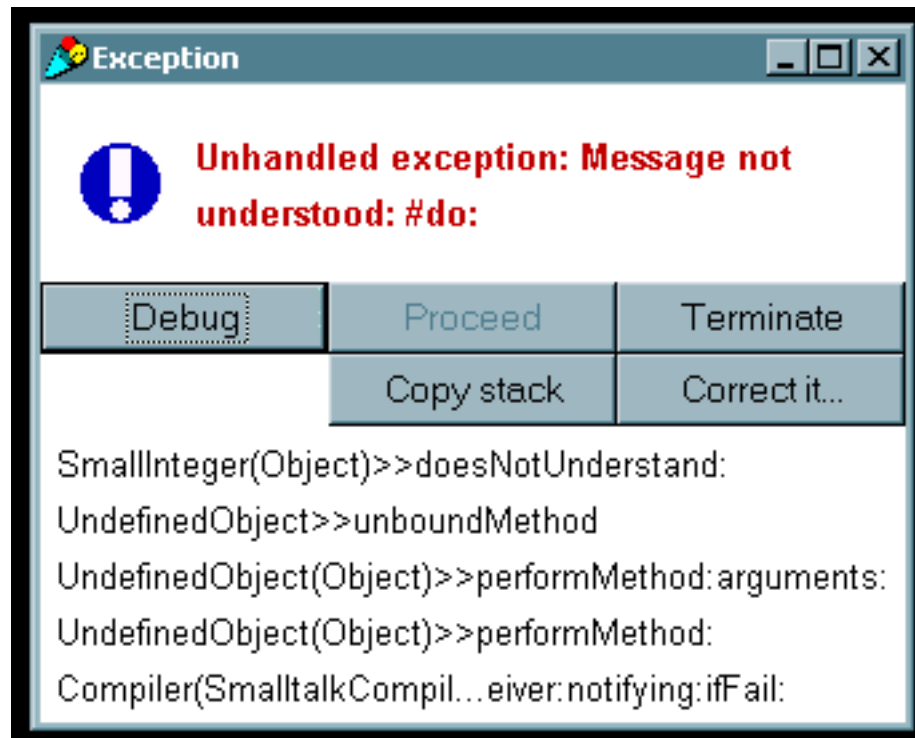 Exception
Unhandled exception: Message not
understood: #do:
Debug Proceed Terminate
Copy stack Correct it...
SmallInteger(Object)>>doesNotUnderstand:
UndefinedObject>>unboundMethod
UndefinedObject(Object)>>performMethod:arguments:
UndefinedObject(Object)>>performMethod:
Compiler(SmalltalkCompil...eiver:notifying:ifFail: